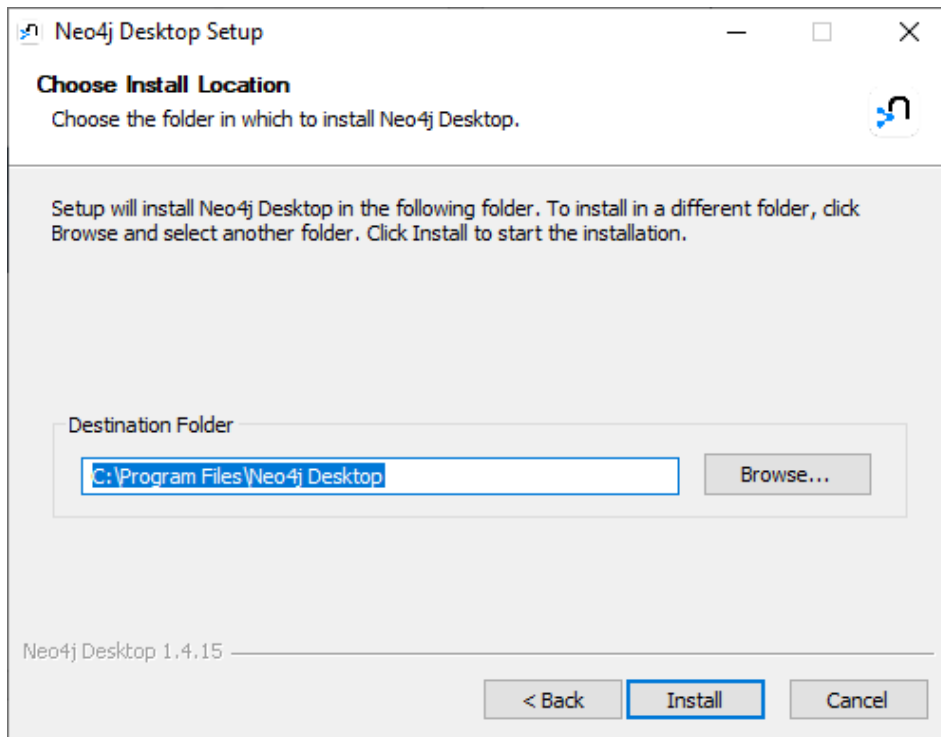 Neo4j Desktop Setup
Choose Install Location
Choose the folder in which to install Neo4j Desktop.
Setup will install Neo4j Desktop in the following folder. To install in a different folder, click
Browse and select another folder. Click Install to start the installation.
Destination Folder
C:\Program Files\Neo4j Desktop
Browse...
Neo4j Desktop 1.4.15
< Back
Install
Cancel